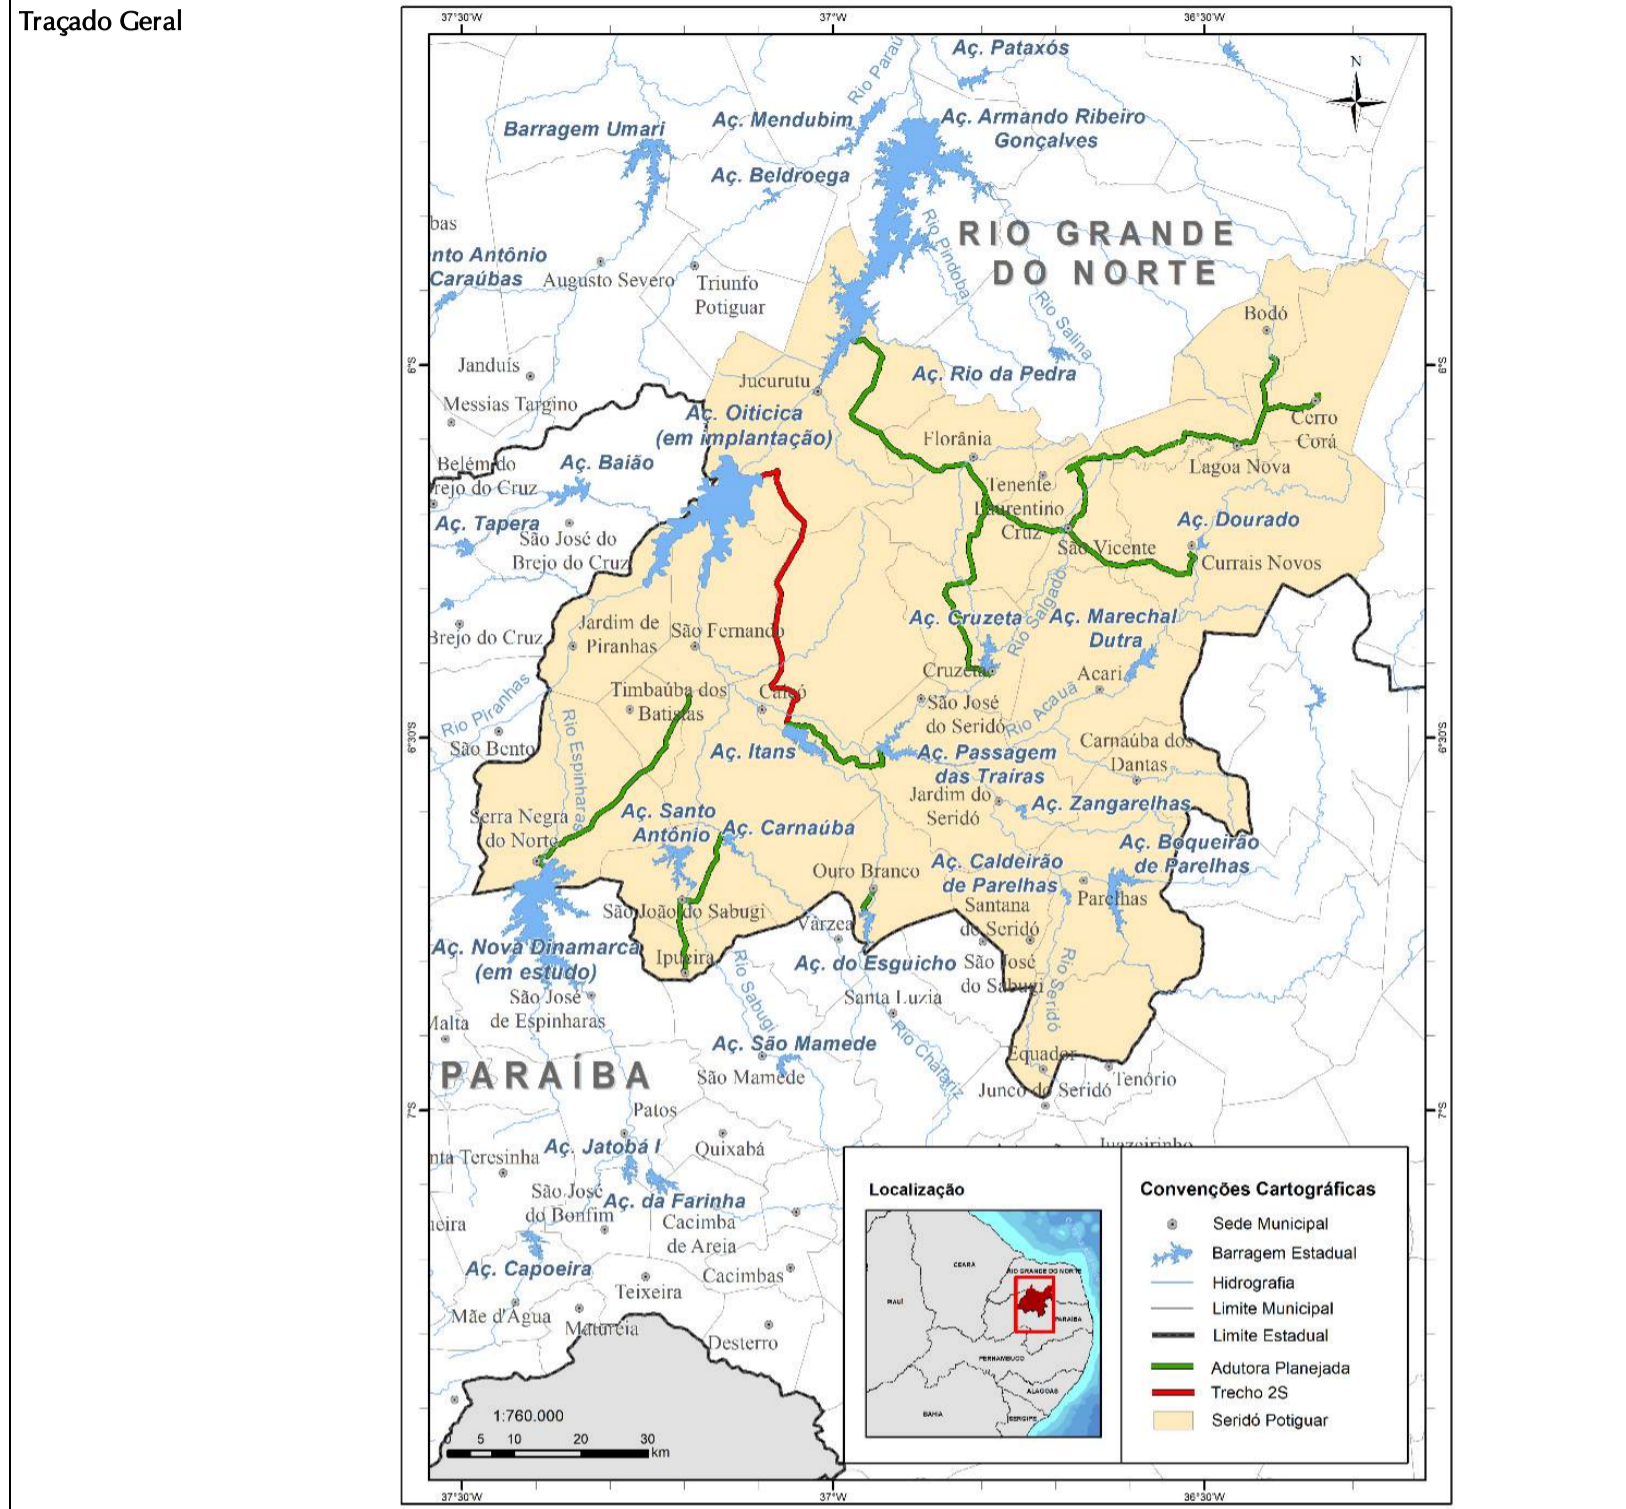 Traçado Geral
37°30'W
37°W
36°30'W
Aç. Pataxós
Rio Paraú
N
Aç. Mendubim
Aç. Armando Ribeiro
Gonçalves
Barragem Umari
Aç. Beldroega
RIO GRANDE
DO NORTE
Rio Pindoba
Rio Salina
bas
nto Antônio
Caraúbas
Augusto Severo
Triunfo
Potiguar
Bodó
6°S
6°S
Janduís
Jucurutu
Aç. Rio da Pedra
Messias Targino
Aç. Oiticica
(em implantação)
Cerro
Corá
Florânia
Belém do
rejo do Cruz
Aç. Baião
Lagoa Nova
Tenente
Laurentino
Cruz
Aç. Tapera
São José do
Brejo do Cruz
Aç. Dourado
São Vicente
Currais Novos
Rio Salgado
Aç. Cruzeta
Aç. Marechal
Dutra
Brejo do Cruz
Jardim de
Piranhas
São Fernando
Cruzeta
Acari
Timbaúba dos
Batistas
Caicó
São José
do Seridó
Rio Acauã
Rio Piranhas
Rio Espinharas
6°30'S
6°30'S
São Bento
Aç. Itans
Aç. Passagem
das Traíras
Carnaúba dos
Dantas
Jardim do
Seridó
Aç. Zangarelhas
Serra Negra
do Norte
Aç. Santo
Antônio
Aç. Carnaúba
Aç. Boqueirão
de Parelhas
Ouro Branco
Aç. Caldeirão
de Parelhas
Parelhas
Santana
do Seridó
São João do Sabugi
Várzea
Aç. Nova Dinamarca
(em estudo)
Ipueira
Aç. do Esguicho
São José
do Sabugi
Rio Seridó
Rio Sabugi
São José
de Espinharas
Santa Luzia
Malta
Rio Chafariz
Aç. São Mamede
São Mamede
Equador
Junco do Seridó
Tenório
PARAÍBA
7°S
7°S
Patos
Quixabá
Juazeirinho
Aç. Jatobá I
nta Teresinha
São José
do Bonfim
Aç. da Farinha
Cacimba
de Areia
neira
Aç. Capoeira
Cacimbas
Teixeira
Mãe d'Água
Maturéia
Desterro
1:760.000
0 5 10 20 30
km
Localização
CEARÁ
RIO GRANDE DO NORTE
PIAUÍ
PARAÍBA
PERNAMBUCO
ALAGOAS
BAHIA
SERGIPE
Convenções Cartográficas
Sede Municipal
Barragem Estadual
Hidrografia
Limite Municipal
Limite Estadual
Adutora Planejada
Trecho 2S
Seridó Potiguar
37°30'W
37°W
36°30'W